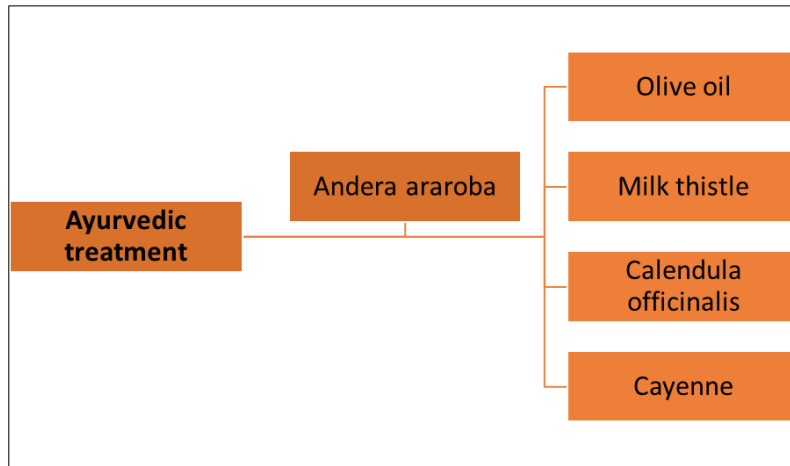 Ayurvedic
treatment
Andera araroba
Olive oil
Milk thistle
Calendula
officinalis
Cayenne